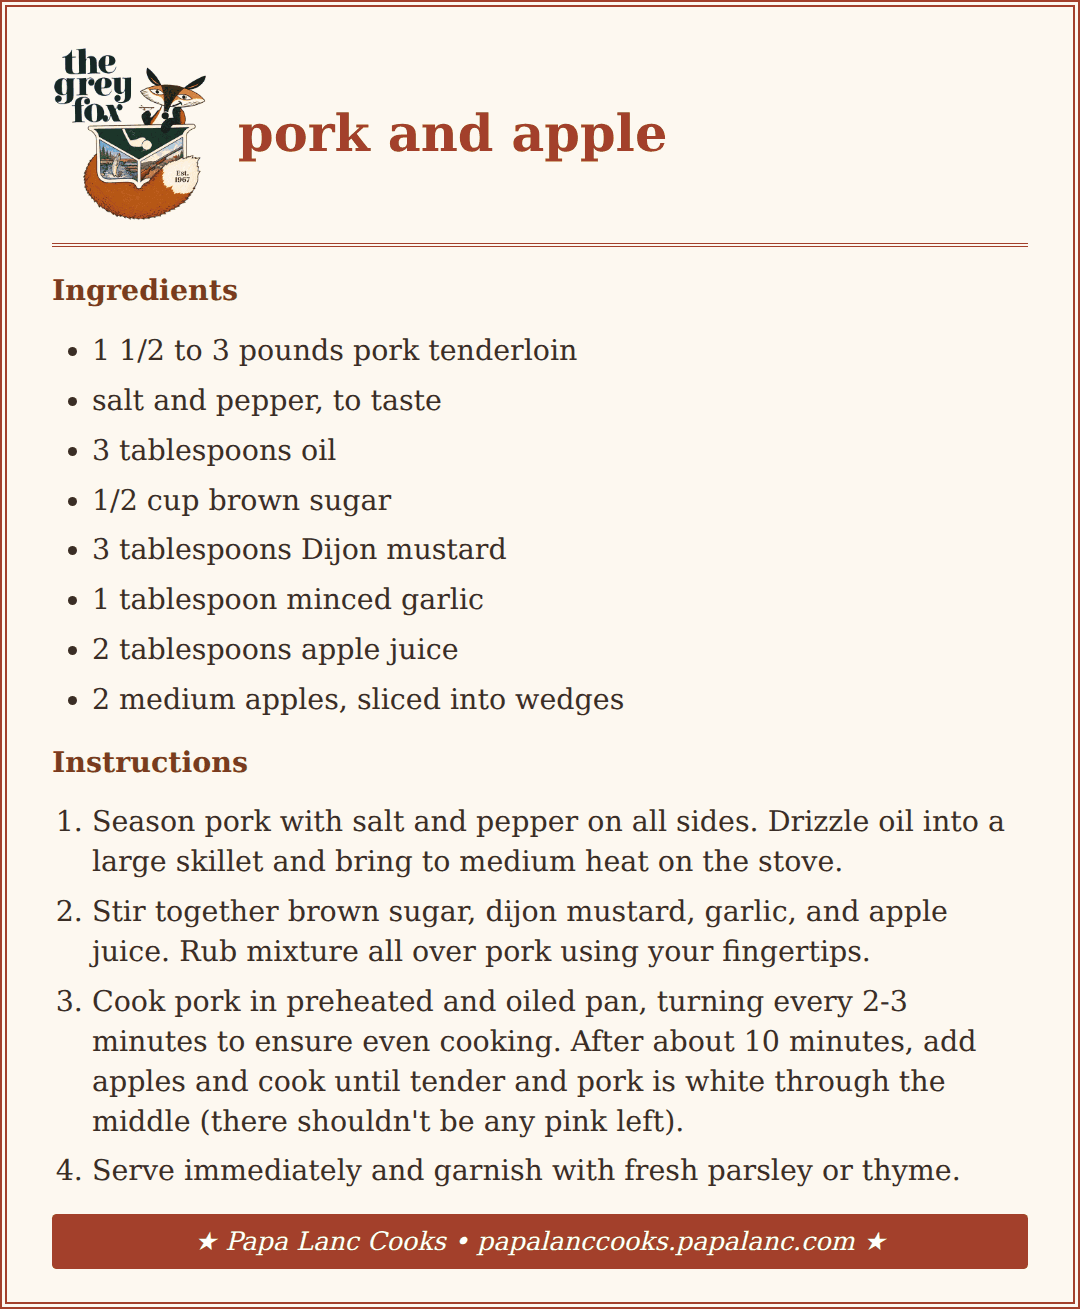 the
grey
fox
Est.
1967
pork and apple
Ingredients
• 1 1/2 to 3 pounds pork tenderloin
• salt and pepper, to taste
• 3 tablespoons oil
• 1/2 cup brown sugar
• 3 tablespoons Dijon mustard
• 1 tablespoon minced garlic
• 2 tablespoons apple juice
• 2 medium apples, sliced into wedges
Instructions
1. Season pork with salt and pepper on all sides. Drizzle oil into a
large skillet and bring to medium heat on the stove.
2. Stir together brown sugar, dijon mustard, garlic, and apple
juice. Rub mixture all over pork using your fingertips.
3. Cook pork in preheated and oiled pan, turning every 2-3
minutes to ensure even cooking. After about 10 minutes, add
apples and cook until tender and pork is white through the
middle (there shouldn't be any pink left).
4. Serve immediately and garnish with fresh parsley or thyme.
★ Papa Lanc Cooks • papalanccooks.papalanc.com ★